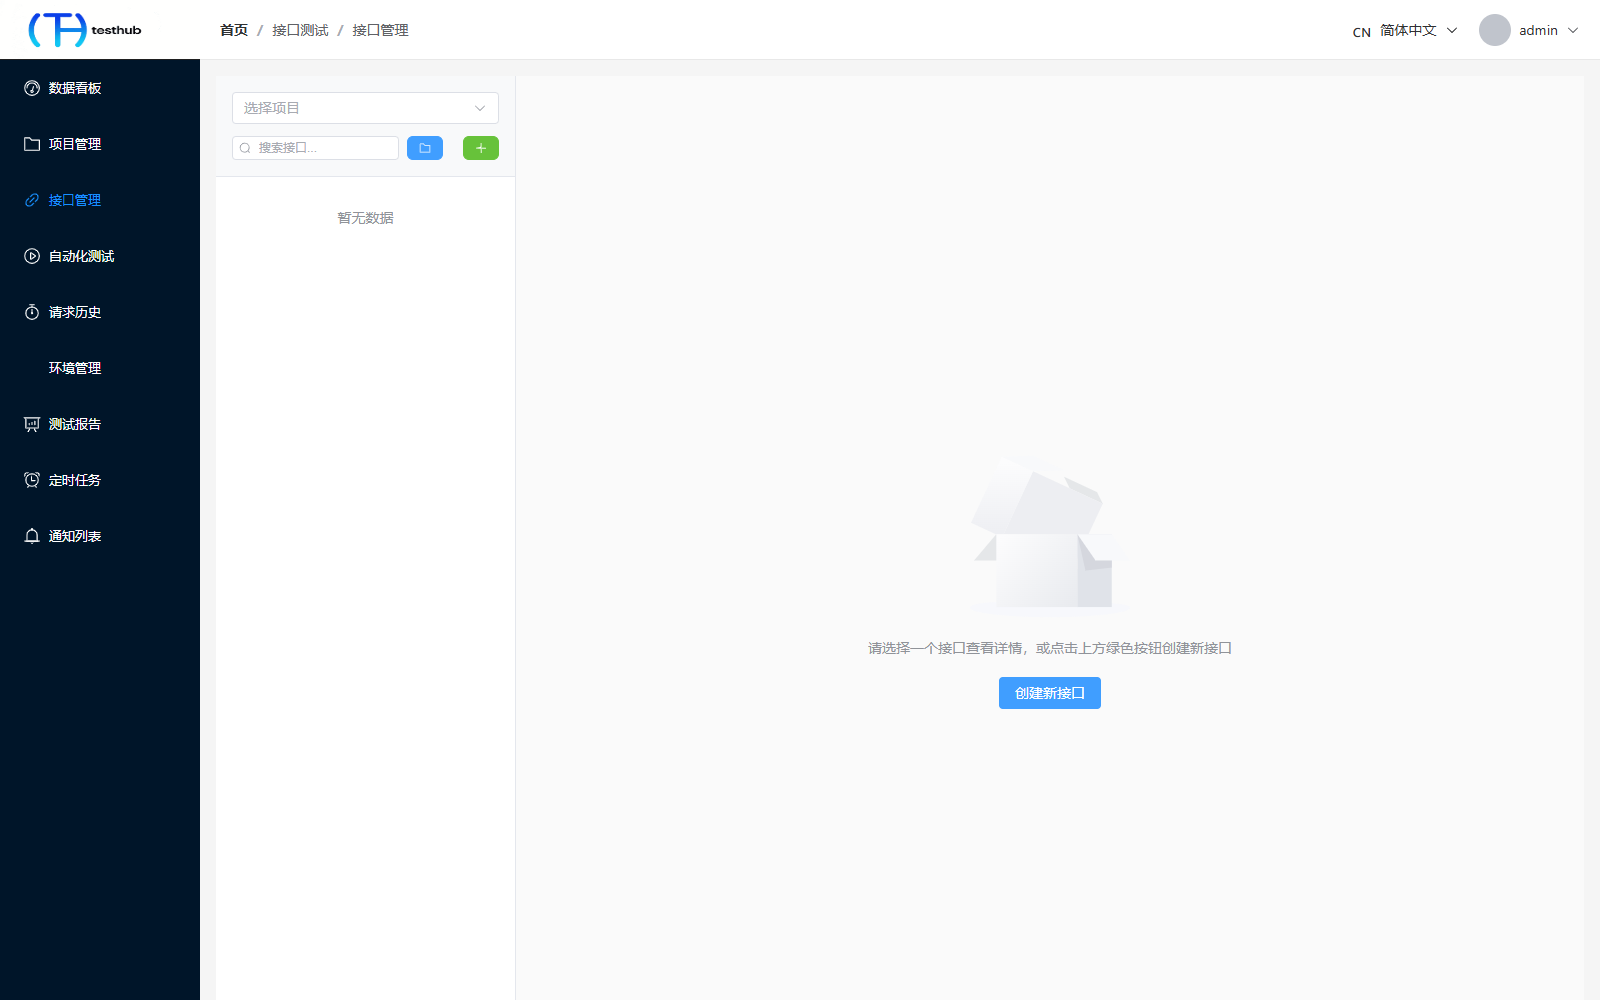 testhub
首页 / 接口测试 / 接口管理
CN 简体中文
admin
数据看板
项目管理
接口管理
自动化测试
请求历史
环境管理
测试报告
定时任务
通知列表
选择项目
搜索接口...
暂无数据
请选择一个接口查看详情，或点击上方绿色按钮创建新接口
创建新接口